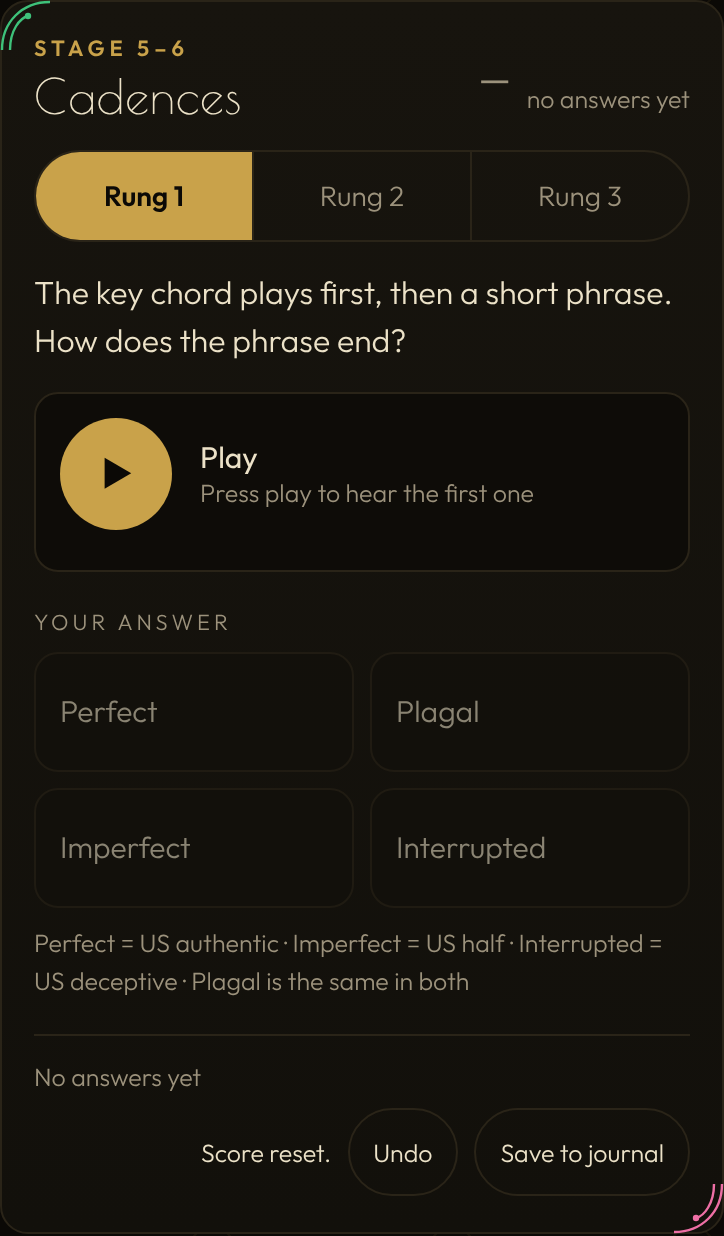 STAGE 5–6
Cadences
— no answers yet
Rung 1 Rung 2 Rung 3
The key chord plays first, then a short phrase.
How does the phrase end?
Play
Press play to hear the first one
YOUR ANSWER
Perfect Plagal
Imperfect Interrupted
Perfect = US authentic · Imperfect = US half · Interrupted =
US deceptive · Plagal is the same in both
No answers yet
Score reset. Undo Save to journal